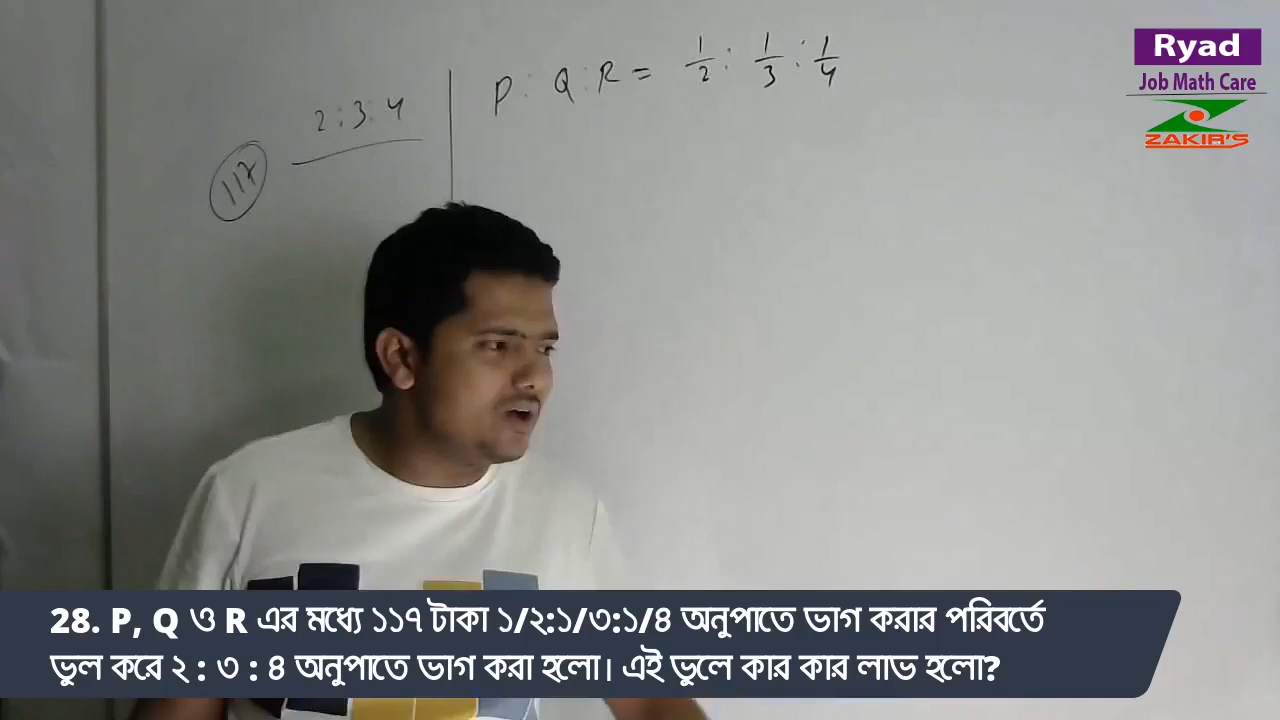 P : Q : R = 1/2 : 1/3 : 1/4
2 : 3 : 4
117
Ryad
Job Math Care
ZAKIR'S
28. P, Q ও R এর মধ্যে ১১৭ টাকা ১/২:১/৩:১/৪ অনুপাতে ভাগ করার পরিবর্তে
ভুল করে ২ : ৩ : ৪ অনুপাতে ভাগ করা হলো। এই ভুলে কার কার লাভ হলো?